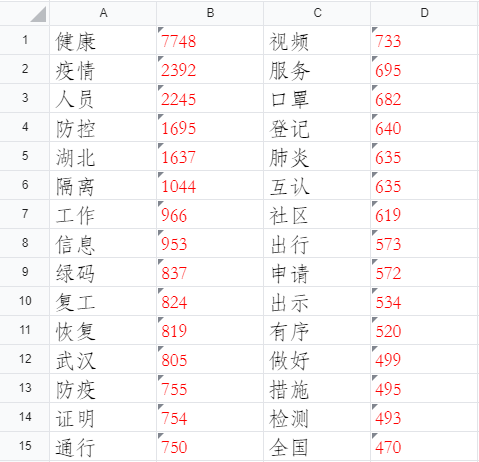 A B C D
1 健康 7748 视频 733
2 疫情 2392 服务 695
3 人员 2245 口罩 682
4 防控 1695 登记 640
5 湖北 1637 肺炎 635
6 隔离 1044 互认 635
7 工作 966 社区 619
8 信息 953 出行 573
9 绿码 837 申请 572
10 复工 824 出示 534
11 恢复 819 有序 520
12 武汉 805 做好 499
13 防疫 755 措施 495
14 证明 754 检测 493
15 通行 750 全国 470